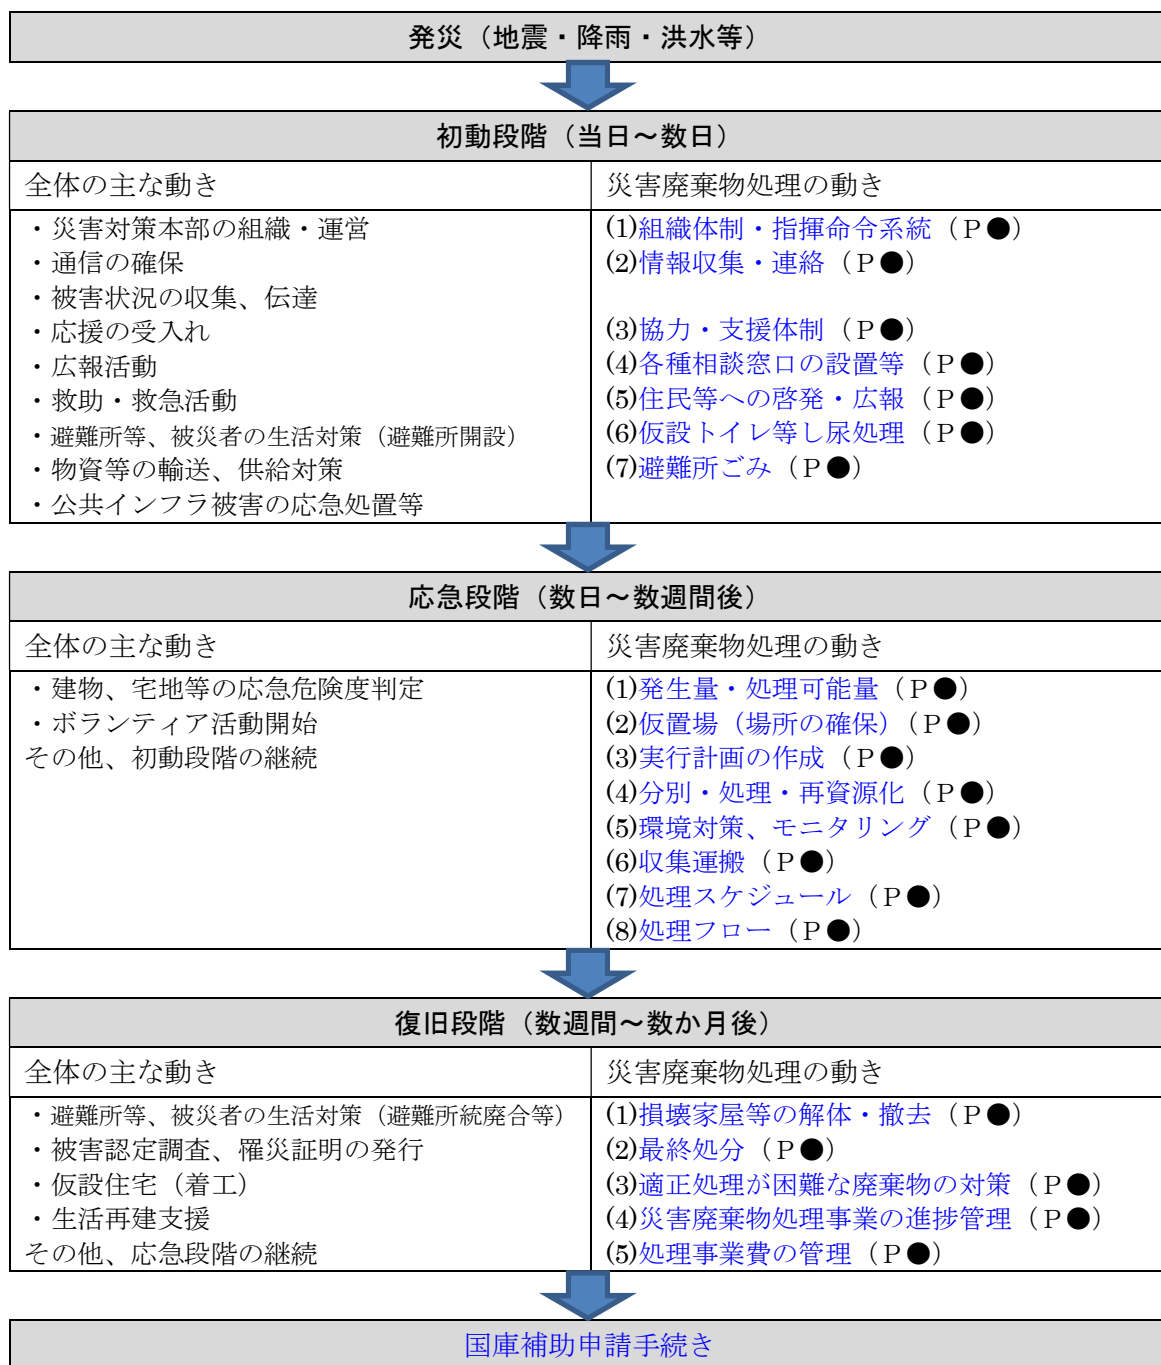 発災（地震・降雨・洪水等）
初動段階（当日～数日）
全体の主な動き
・災害対策本部の組織・運営
・通信の確保
・被害状況の収集、伝達
・応援の受入れ
・広報活動
・救助・救急活動
・避難所等、被災者の生活対策（避難所開設）
・物資等の輸送、供給対策
・公共インフラ被害の応急処置等
災害廃棄物処理の動き
(1)組織体制・指揮命令系統（Ｐ●）
(2)情報収集・連絡（Ｐ●）
(3)協力・支援体制（Ｐ●）
(4)各種相談窓口の設置等（Ｐ●）
(5)住民等への啓発・広報（Ｐ●）
(6)仮設トイレ等し尿処理（Ｐ●）
(7)避難所ごみ（Ｐ●）
応急段階（数日～数週間後）
全体の主な動き
・建物、宅地等の応急危険度判定
・ボランティア活動開始
その他、初動段階の継続
災害廃棄物処理の動き
(1)発生量・処理可能量（Ｐ●）
(2)仮置場（場所の確保）（Ｐ●）
(3)実行計画の作成（Ｐ●）
(4)分別・処理・再資源化（Ｐ●）
(5)環境対策、モニタリング（Ｐ●）
(6)収集運搬（Ｐ●）
(7)処理スケジュール（Ｐ●）
(8)処理フロー（Ｐ●）
復旧段階（数週間～数か月後）
全体の主な動き
・避難所等、被災者の生活対策（避難所統廃合等）
・被害認定調査、罹災証明の発行
・仮設住宅（着工）
・生活再建支援
その他、応急段階の継続
災害廃棄物処理の動き
(1)損壊家屋等の解体・撤去（Ｐ●）
(2)最終処分（Ｐ●）
(3)適正処理が困難な廃棄物の対策（Ｐ●）
(4)災害廃棄物処理事業の進捗管理（Ｐ●）
(5)処理事業費の管理（Ｐ●）
国庫補助申請手続き